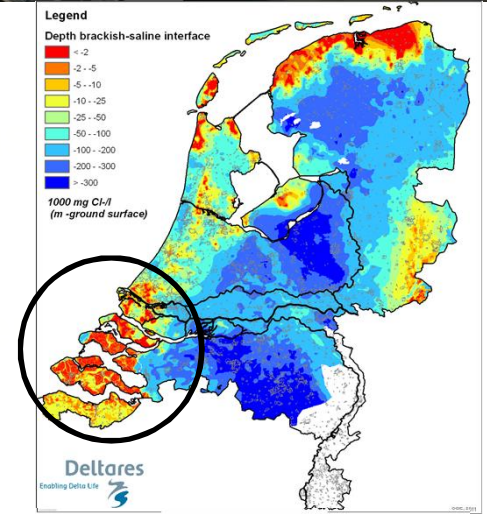 Legend
Depth brackish-saline interface
< -2
-2 - -5
-5 - -10
-10 - -25
-25 - -50
-50 - -100
-100 - -200
-200 - -300
> -300
1000 mg Cl-/l
(m -ground surface)
Deltares
Enabling Delta Life